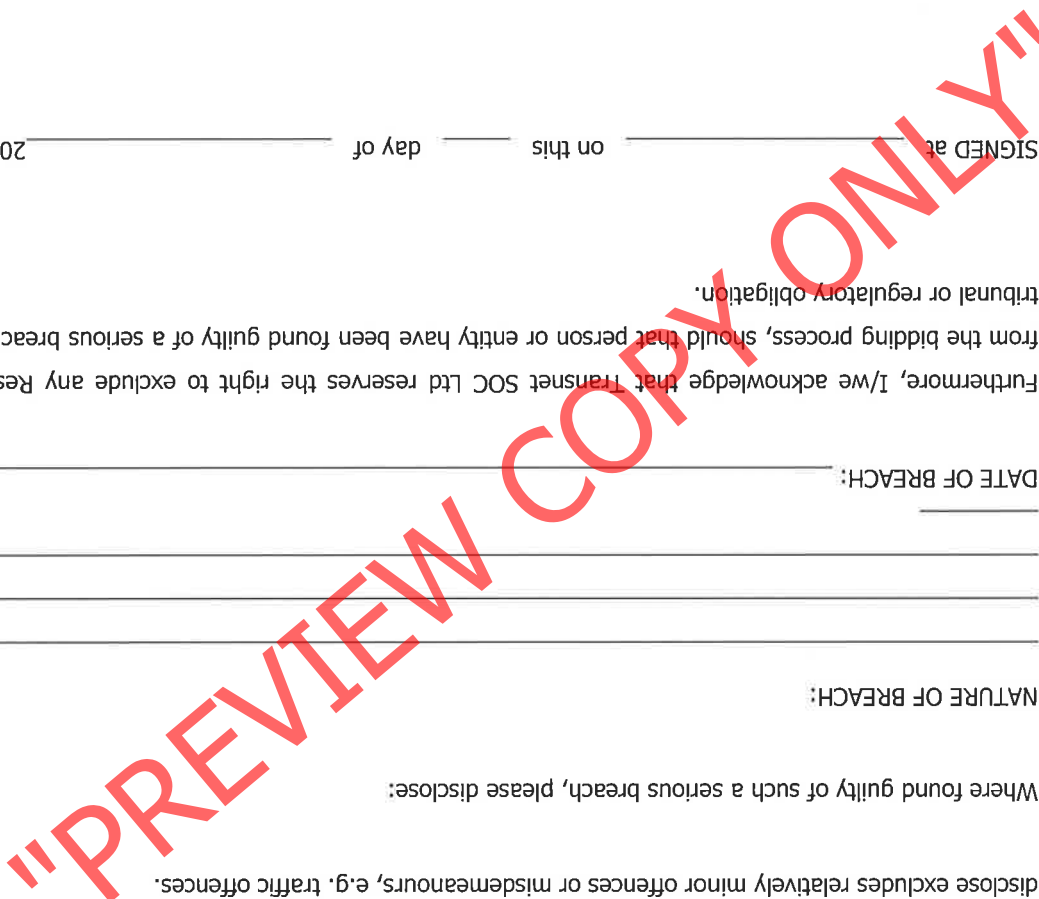 disclose excludes relatively minor offences or misdemeanours, e.g. traffic offences.
Where found guilty of such a serious breach, please disclose:
NATURE OF BREACH:
DATE OF BREACH:
Furthermore, I/we acknowledge that Transnet SOC Ltd reserves the right to exclude any Res
from the bidding process, should that person or entity have been found guilty of a serious breac
tribunal or regulatory obligation.
SIGNED at on this day of 20
"PREVIEW COPY ONLY"